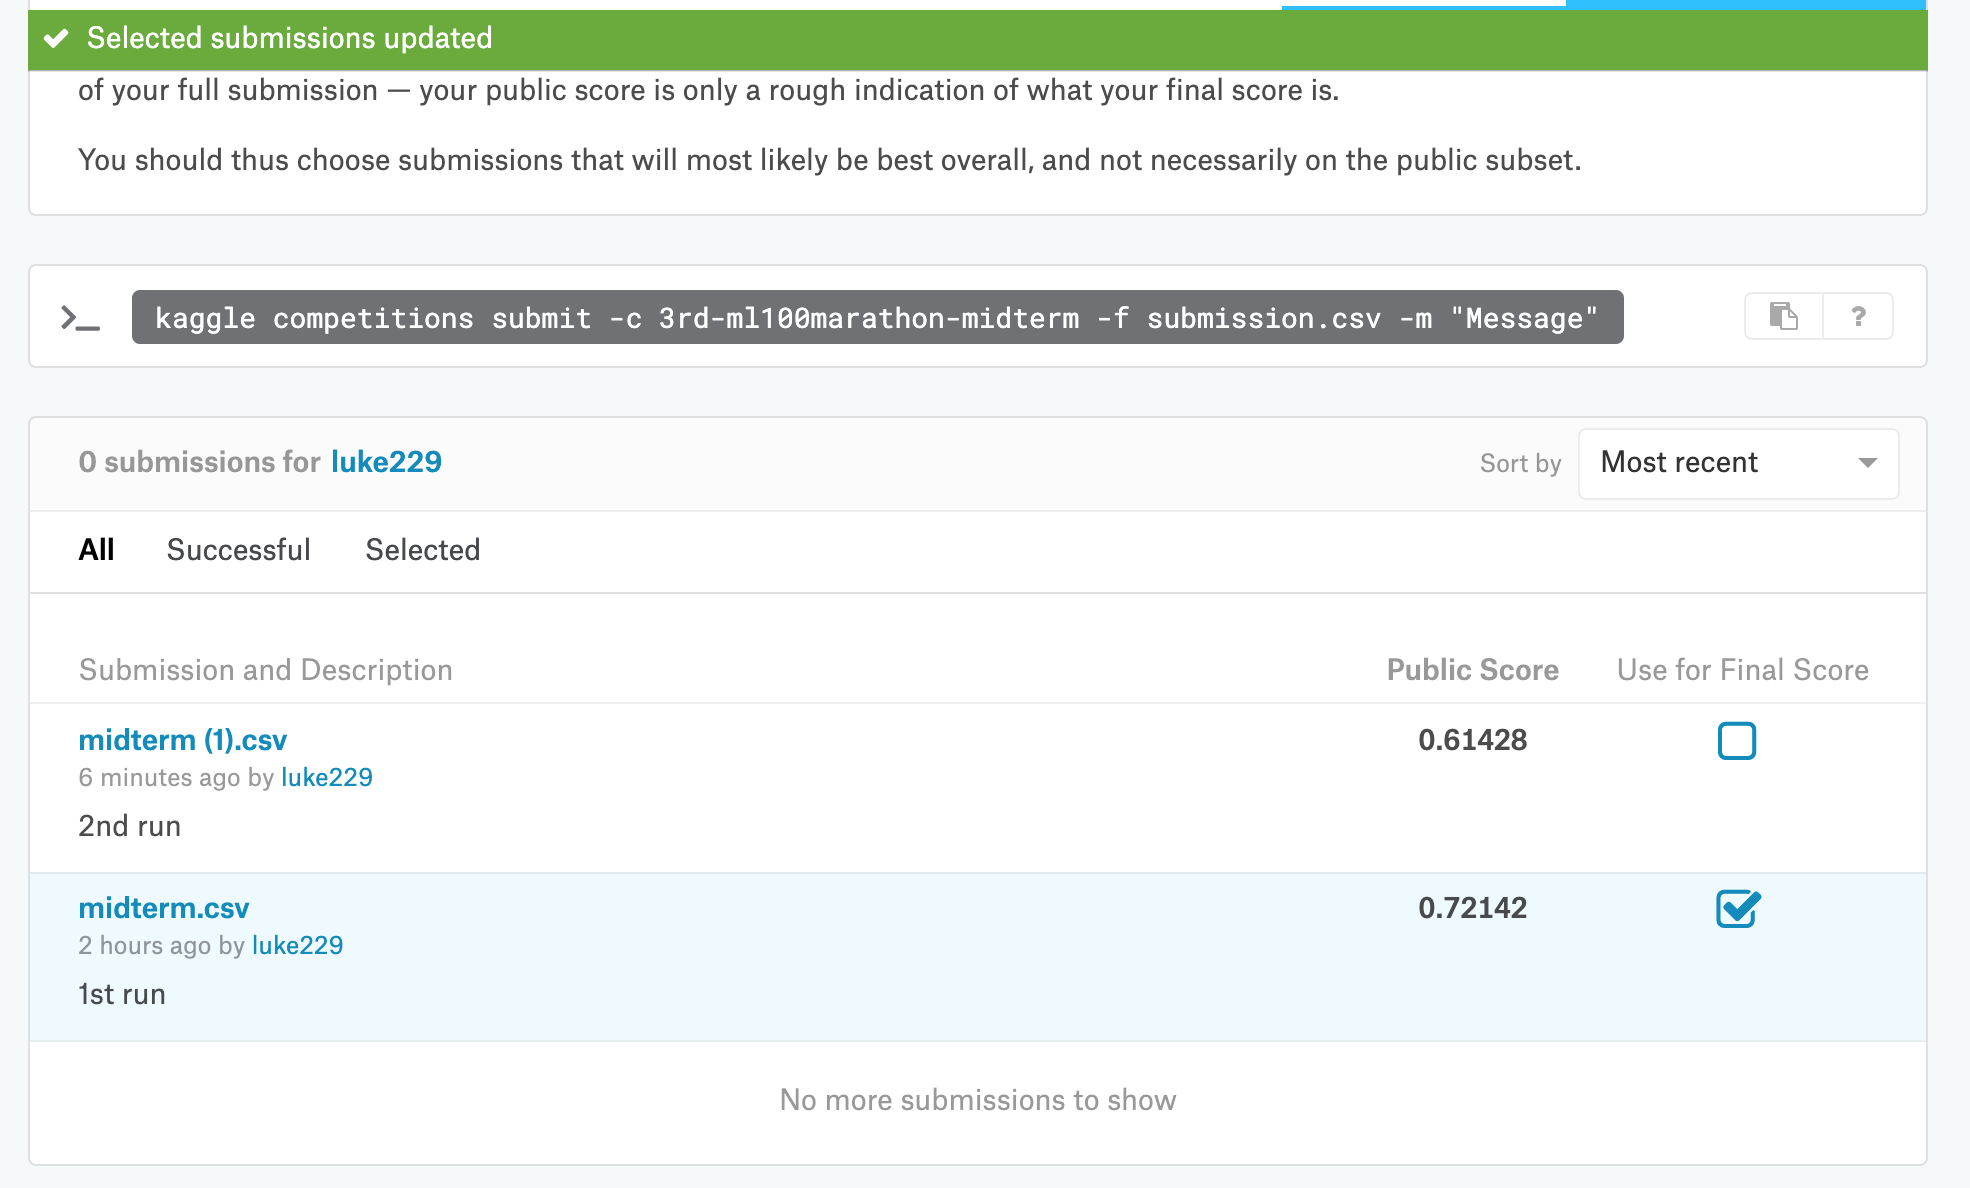 Selected submissions updated
of your full submission — your public score is only a rough indication of what your final score is.
You should thus choose submissions that will most likely be best overall, and not necessarily on the public subset.
>_ kaggle competitions submit -c 3rd-ml100marathon-midterm -f submission.csv -m "Message" ?
0 submissions for luke229 Sort by Most recent
All Successful Selected
Submission and Description Public Score Use for Final Score
midterm (1).csv 0.61428
6 minutes ago by luke229
2nd run
midterm.csv 0.72142
2 hours ago by luke229
1st run
No more submissions to show